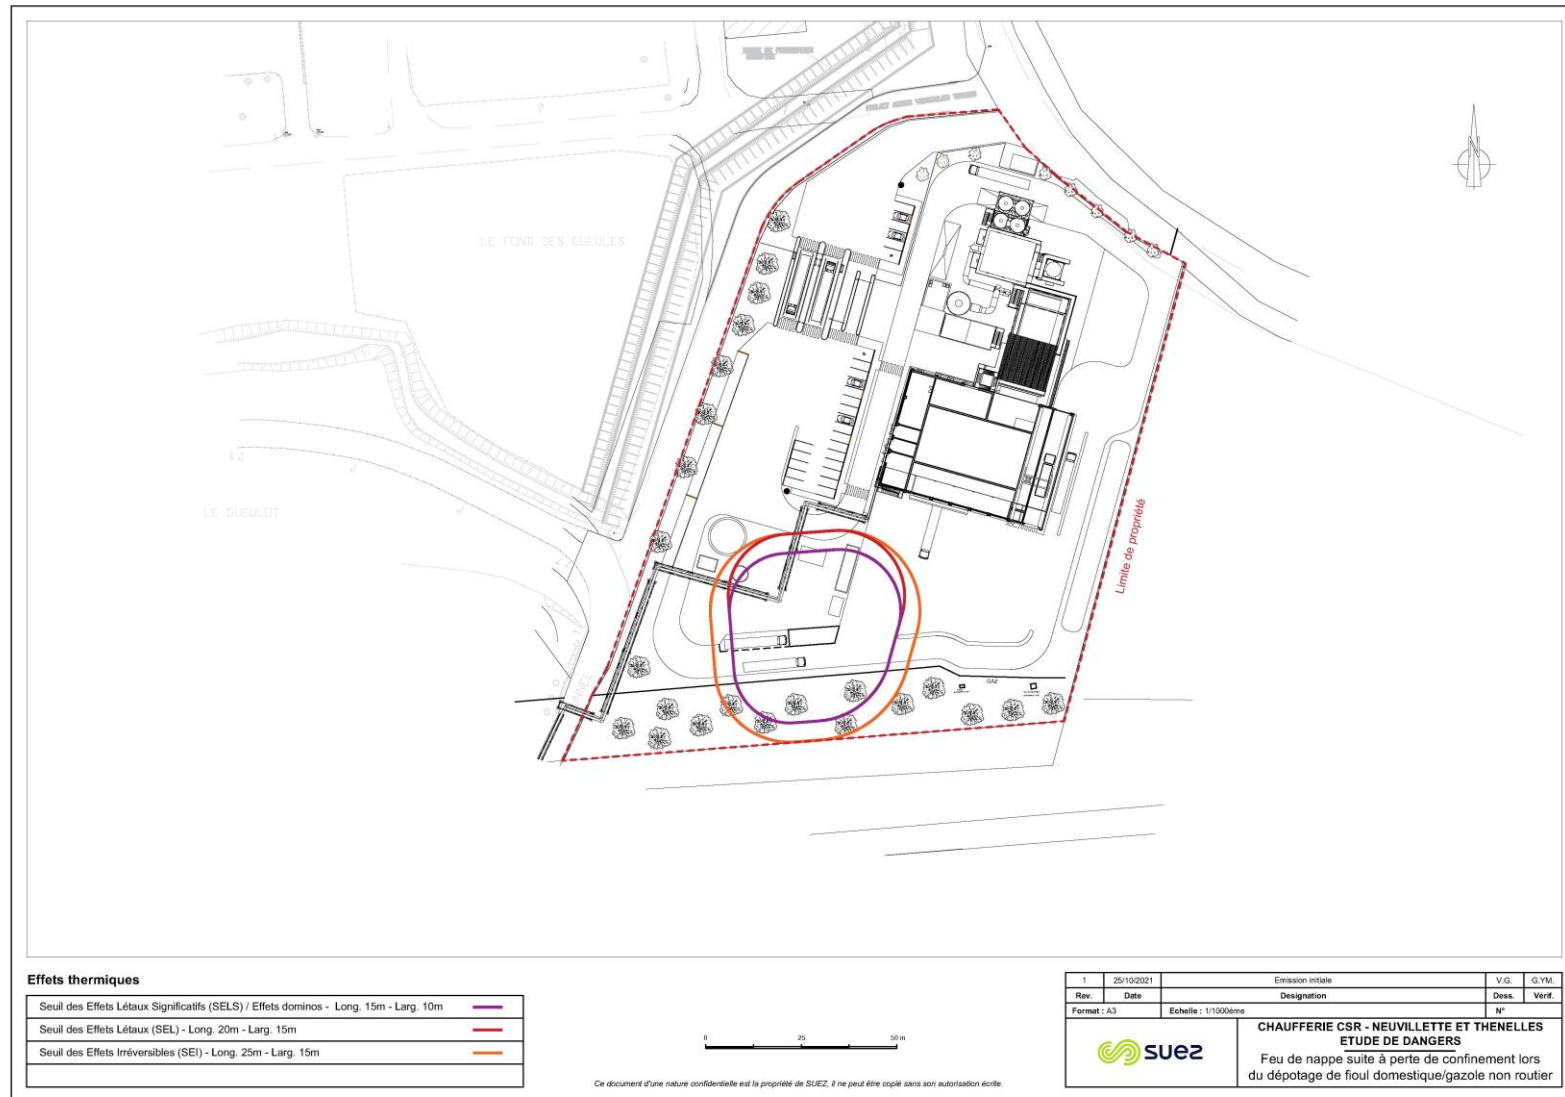 PROJET ACCES VEHICULES TEREOS
LE FOND DES GUEULES
LE GUEULOT
Limite de propriété
GAZ
N
Effets thermiques
Seuil des Effets Létaux Significatifs (SELS) / Effets dominos - Long. 15m - Larg. 10m
Seuil des Effets Létaux (SEL) - Long. 20m - Larg. 15m
Seuil des Effets Irréversibles (SEI) - Long. 25m - Larg. 15m
0 25 50 m
Ce document d'une nature confidentielle est la propriété de SUEZ, il ne peut être copié sans son autorisation écrite.
1 25/10/2021 Emission initiale V.G. G.YM.
Rev. Date Designation Dess. Vérif.
Format : A3 Echelle : 1/1000ème N°
suez
CHAUFFERIE CSR - NEUVILLETTE ET THENELLES
ETUDE DE DANGERS
Feu de nappe suite à perte de confinement lors
du dépotage de fioul domestique/gazole non routier